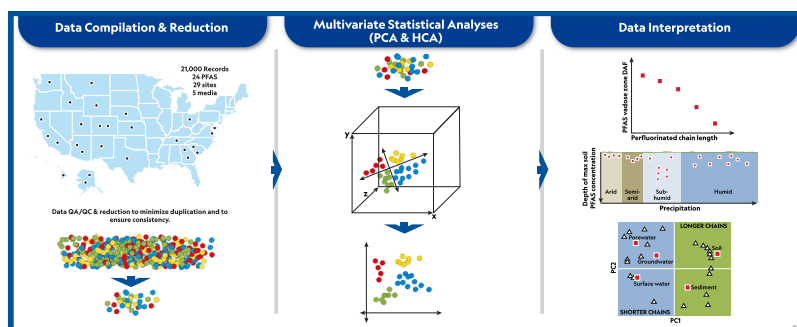 Data Compilation & Reduction
21,000 Records
24 PFAS
29 sites
5 media
Data QA/QC & reduction to minimize duplication and to
ensure consistency.
Multivariate Statistical Analyses
(PCA & HCA)
y
z
x
Data Interpretation
PFAS vadose zone DAF
Perfluorinated chain length
Depth of max soil
PFAS concentration
Arid
Semi-
arid
Sub-
humid
Humid
Precipitation
PC2
LONGER CHAINS
Porewater
Soil
Groundwater
Surface water
Sediment
SHORTER CHAINS
PC1